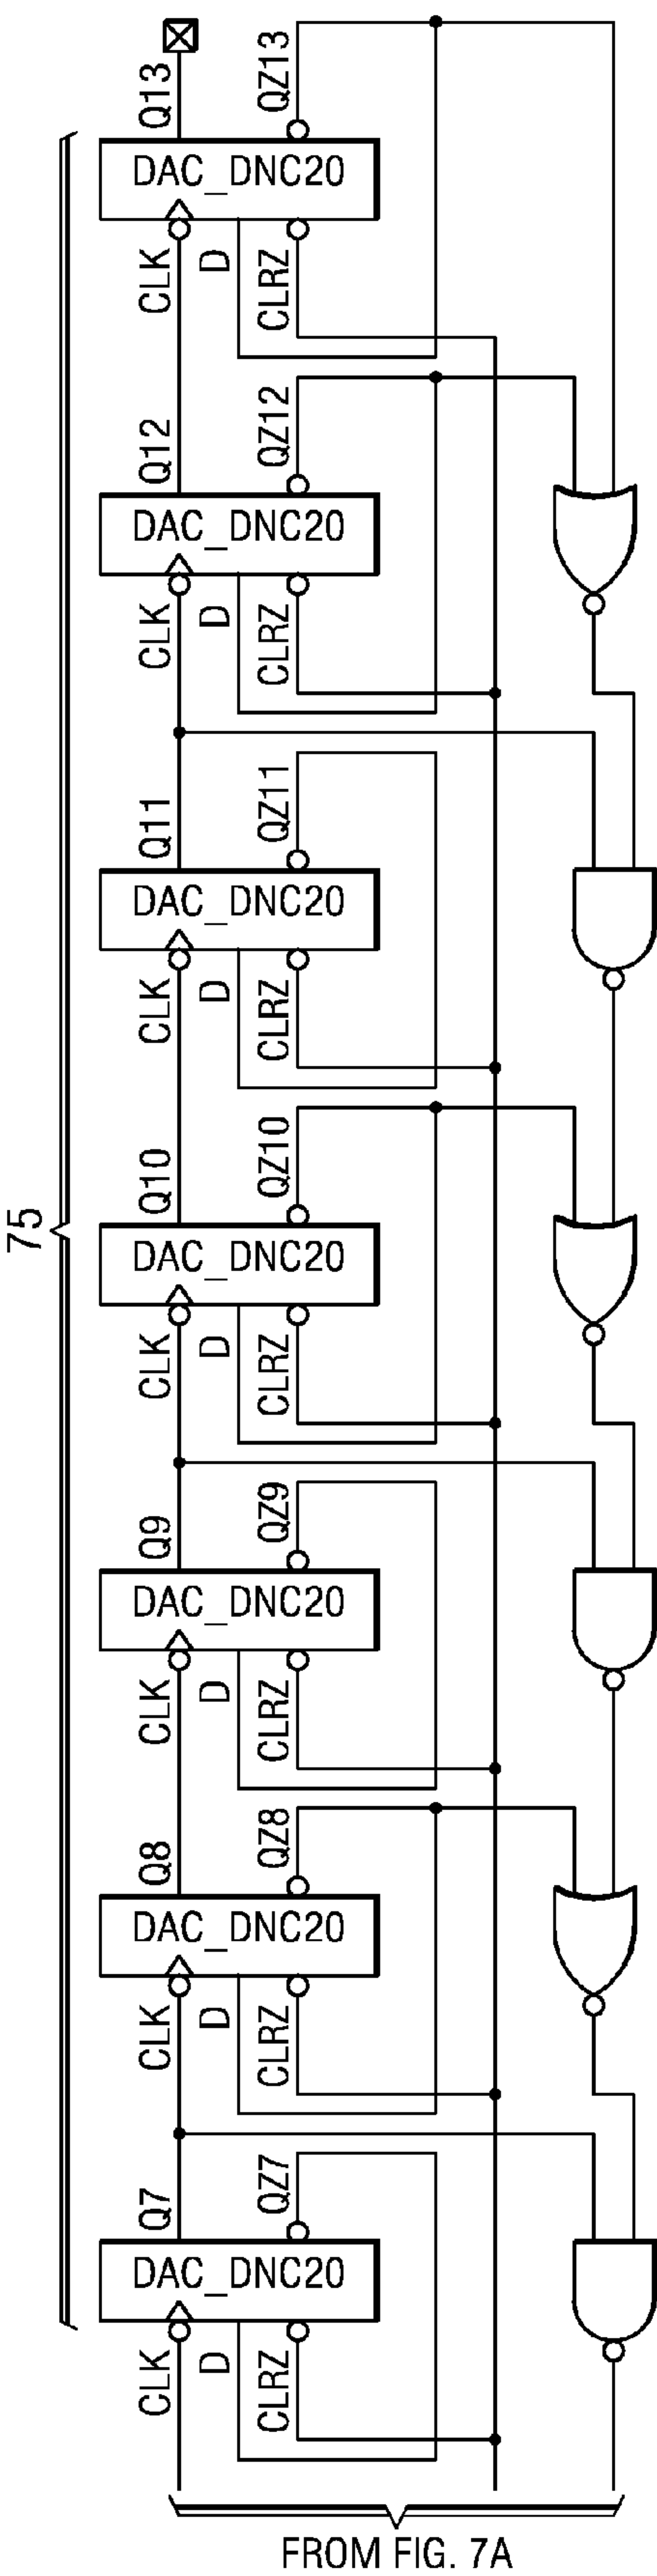 Q13
QZ13
DAC_DNC20
CLK
D
CLRZ
Q12
QZ12
DAC_DNC20
CLK
D
CLRZ
Q11
QZ11
DAC_DNC20
CLK
D
CLRZ
Q10
QZ10
75
DAC_DNC20
CLK
D
CLRZ
Q9
QZ9
DAC_DNC20
CLK
D
CLRZ
Q8
QZ8
DAC_DNC20
CLK
D
CLRZ
Q7
QZ7
DAC_DNC20
CLK
D
CLRZ
FROM FIG. 7A